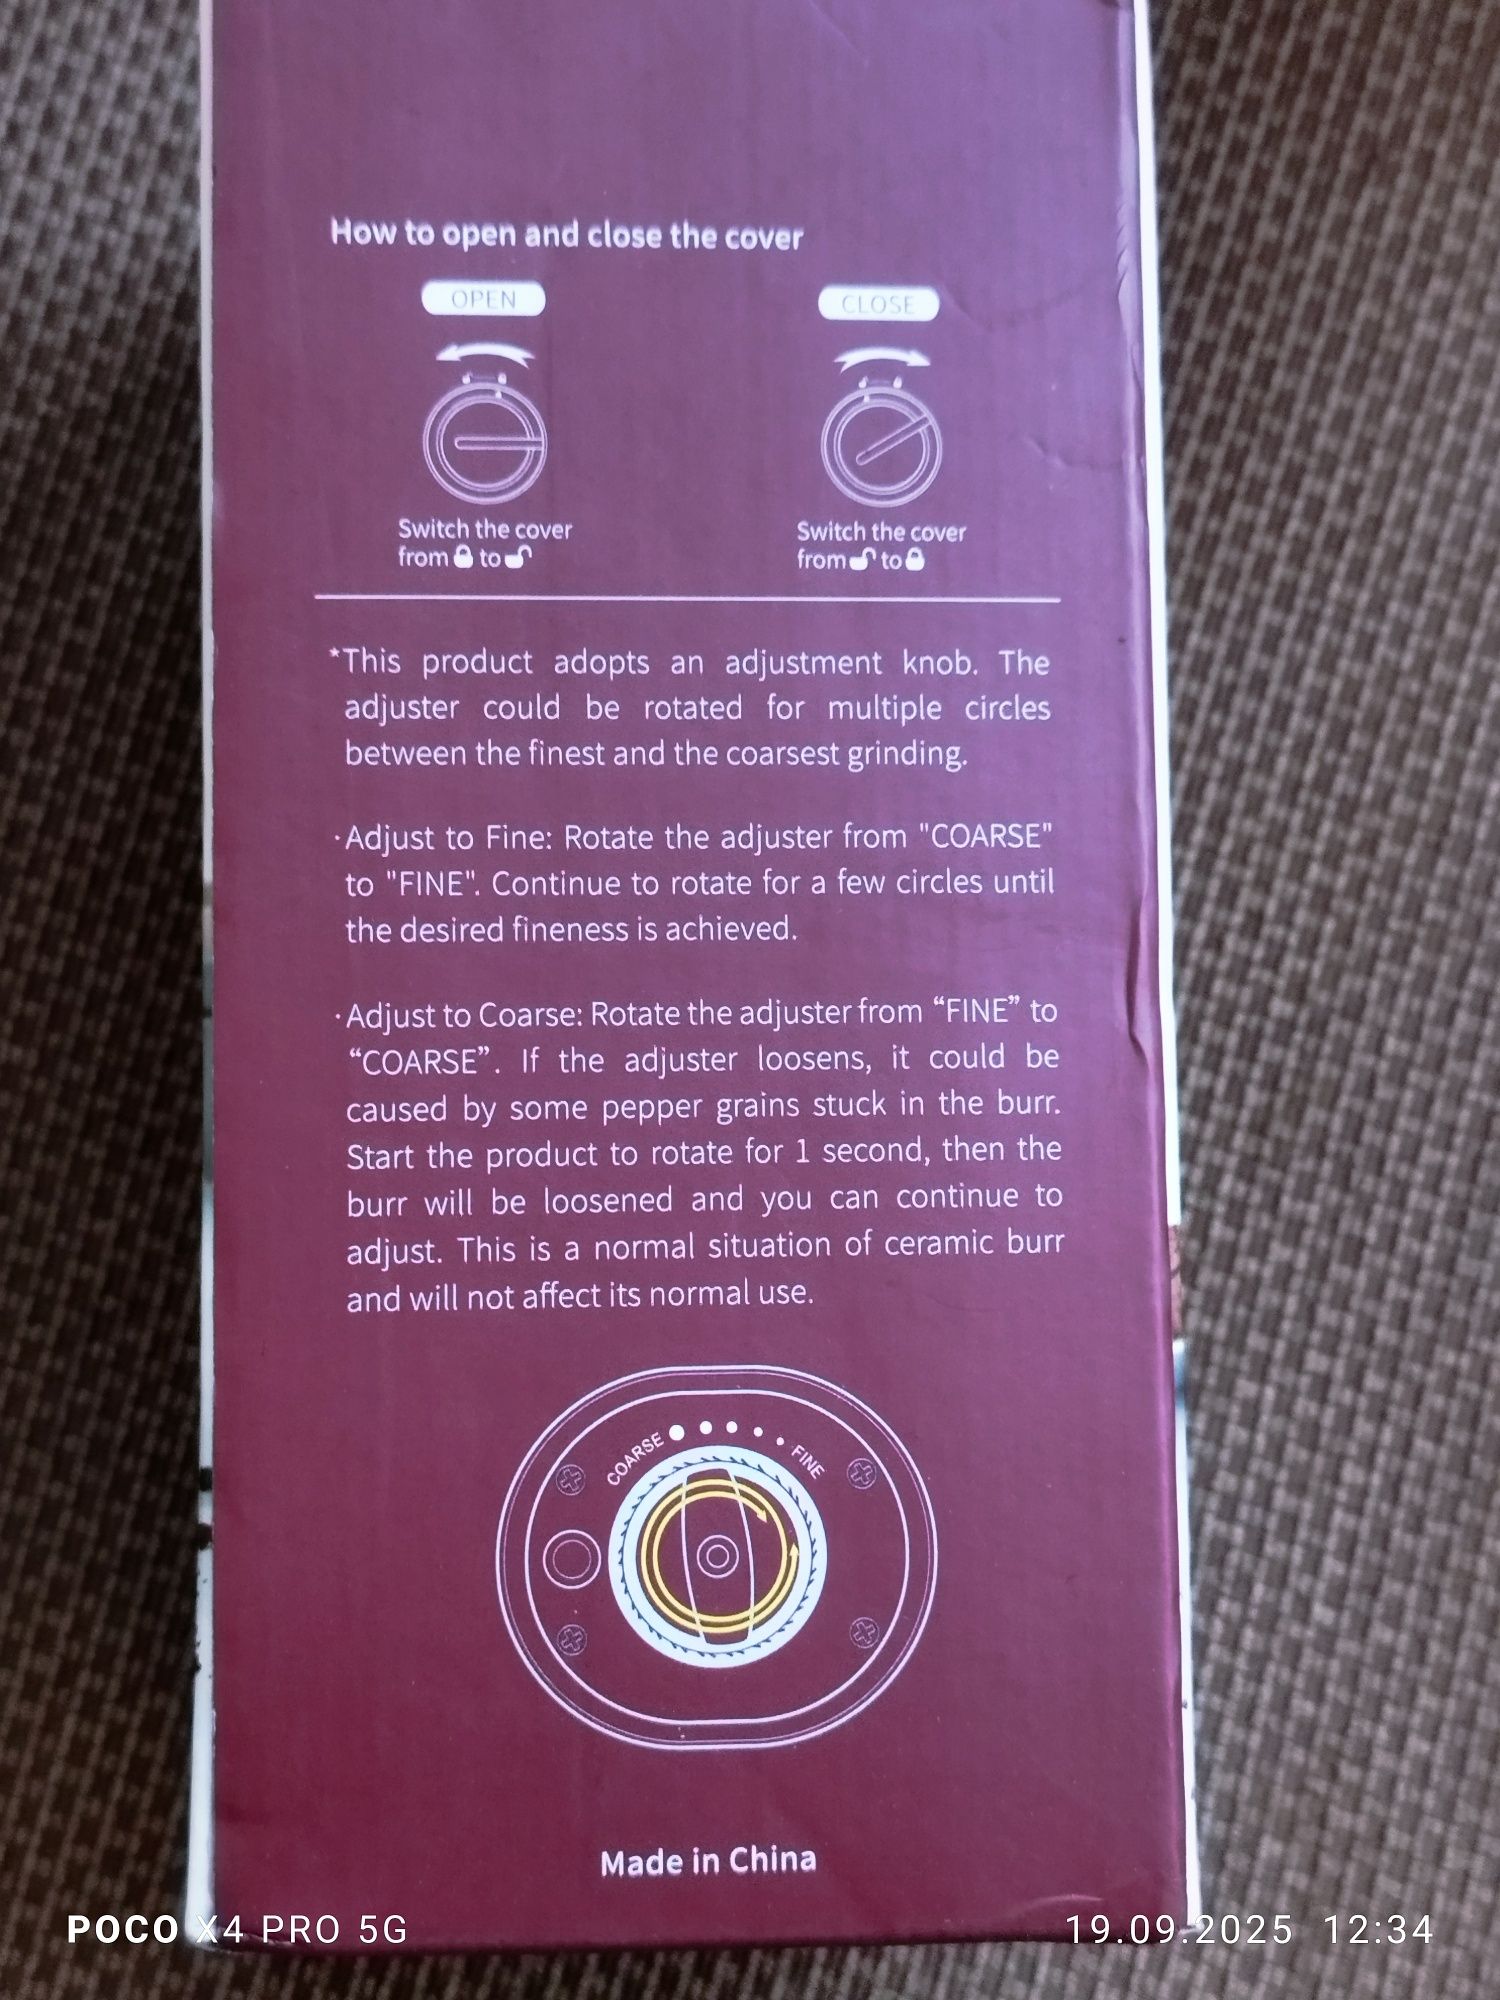 How to open and close the cover
OPEN
CLOSE
Switch the cover
from to
Switch the cover
from to
*This product adopts an adjustment knob. The
adjuster could be rotated for multiple circles
between the finest and the coarsest grinding.
·Adjust to Fine: Rotate the adjuster from "COARSE"
to "FINE". Continue to rotate for a few circles until
the desired fineness is achieved.
·Adjust to Coarse: Rotate the adjuster from “FINE” to
“COARSE”. If the adjuster loosens, it could be
caused by some pepper grains stuck in the burr.
Start the product to rotate for 1 second, then the
burr will be loosened and you can continue to
adjust. This is a normal situation of ceramic burr
and will not affect its normal use.
COARSE
FINE
Made in China
POCO X4 PRO 5G
19.09.2025 12:34